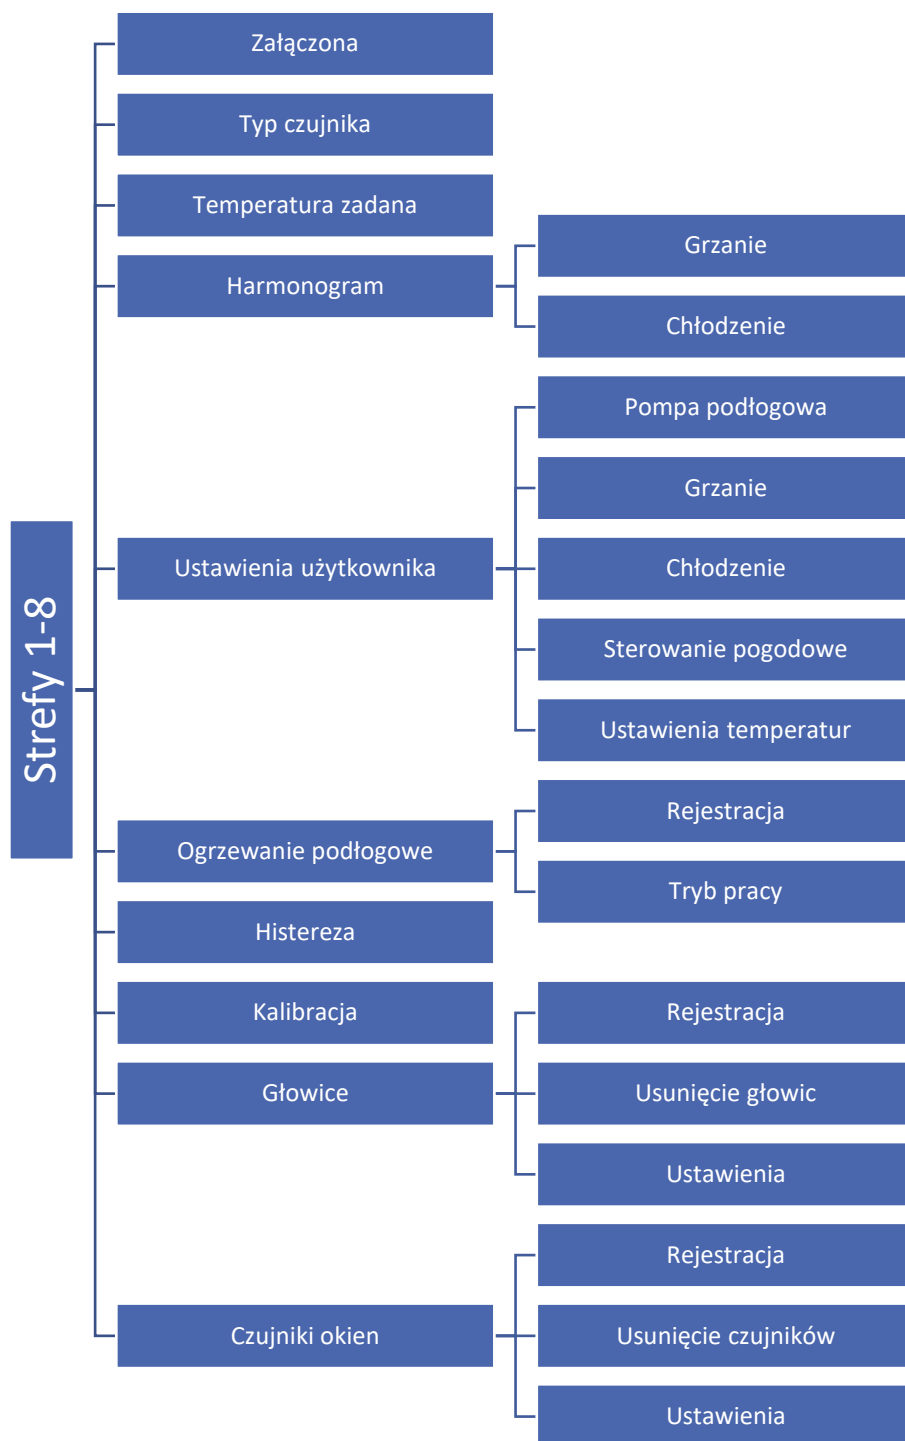 Strefy 1-8
Załączona
Typ czujnika
Temperatura zadana
Harmonogram
Grzanie
Chłodzenie
Ustawienia użytkownika
Pompa podłogowa
Grzanie
Chłodzenie
Sterowanie pogodowe
Ustawienia temperatur
Ogrzewanie podłogowe
Rejestracja
Tryb pracy
Histereza
Kalibracja
Głowice
Rejestracja
Usunięcie głowic
Ustawienia
Czujniki okien
Rejestracja
Usunięcie czujników
Ustawienia